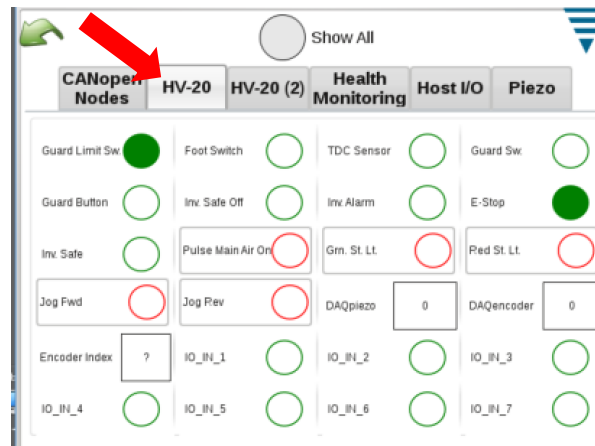 Show All
CANopen Nodes
HV-20
HV-20 (2)
Health Monitoring
Host I/O
Piezo
Guard Limit Sw.
Foot Switch
TDC Sensor
Guard Sw.
Guard Button
Inv. Safe Off
Inv. Alarm
E-Stop
Inv. Safe
Pulse Main Air On
Grn. St. Lt.
Red St. Lt.
Jog Fwd
Jog Rev
DAQpiezo
0
DAQencoder
0
Encoder Index
?
IO_IN_1
IO_IN_2
IO_IN_3
IO_IN_4
IO_IN_5
IO_IN_6
IO_IN_7